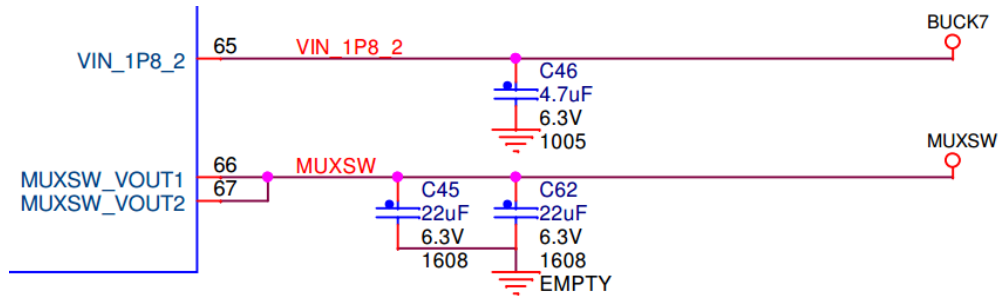 BUCK7
VIN_1P8_2 65 VIN_1P8_2
C46
4.7uF
6.3V
1005
MUXSW
MUXSW_VOUT1 66 MUXSW
MUXSW_VOUT2 67
C45 C62
22uF 22uF
6.3V 6.3V
1608 1608
EMPTY